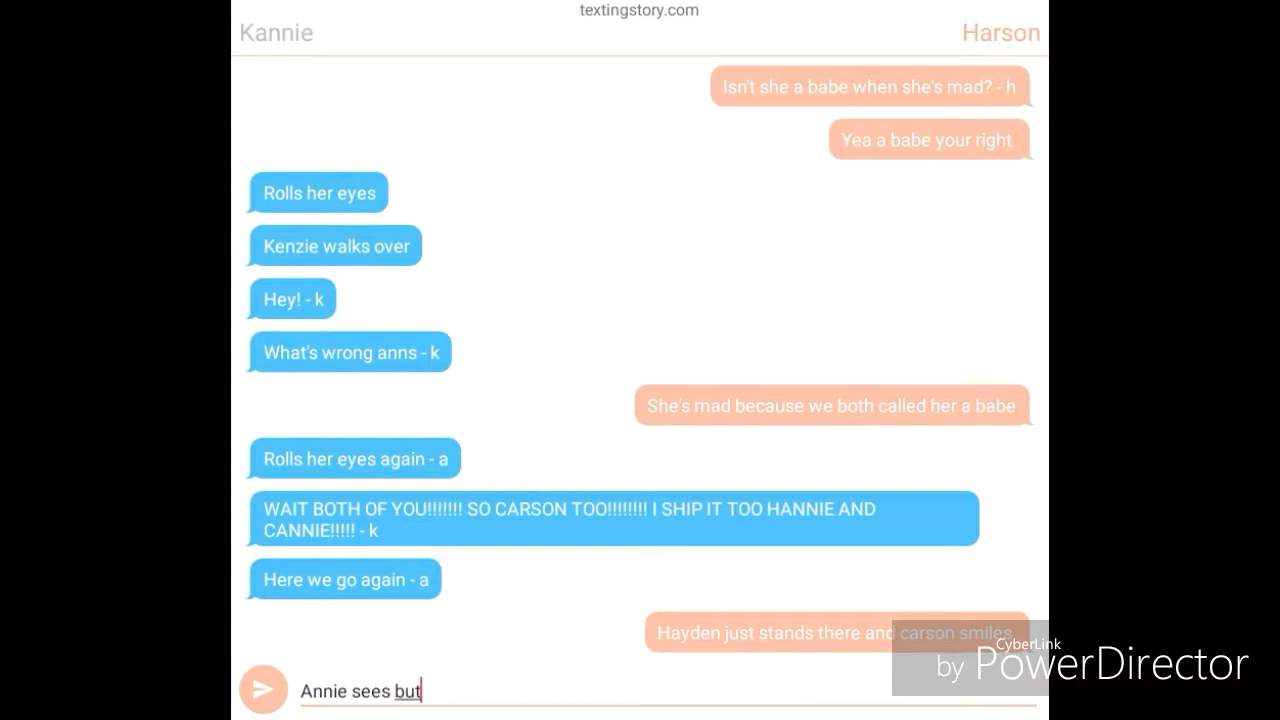 textingstory.com
Kannie
Harson
Isn't she a babe when she's mad? - h
Yea a babe your right
Rolls her eyes
Kenzie walks over
Hey! - k
What's wrong anns - k
She's mad because we both called her a babe
Rolls her eyes again - a
WAIT BOTH OF YOU!!!!!!! SO CARSON TOO!!!!!!!! I SHIP IT TOO HANNIE AND
CANNIE!!!!! - k
Here we go again - a
Hayden just stands there and carson smiles
CyberLink
by PowerDirector
Annie sees but